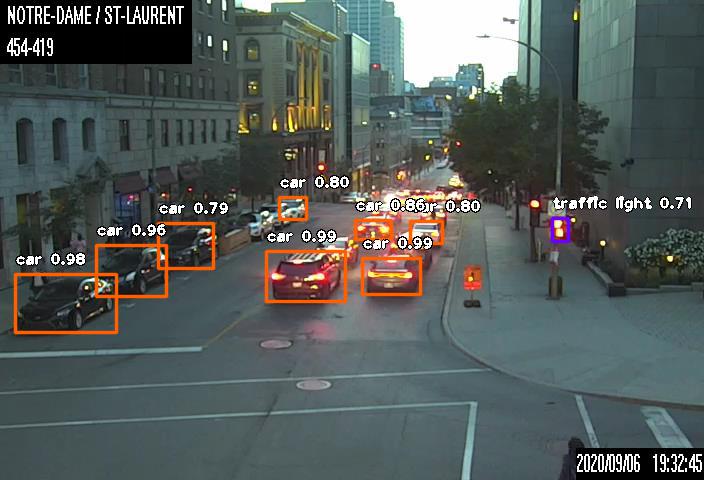 NOTRE-DAME / ST-LAURENT
454-419
car 0.80
car 0.79
car 0.86
car 0.80
traffic light 0.71
car 0.96
car 0.99
car 0.99
car 0.98
2020/09/06 19:32:45